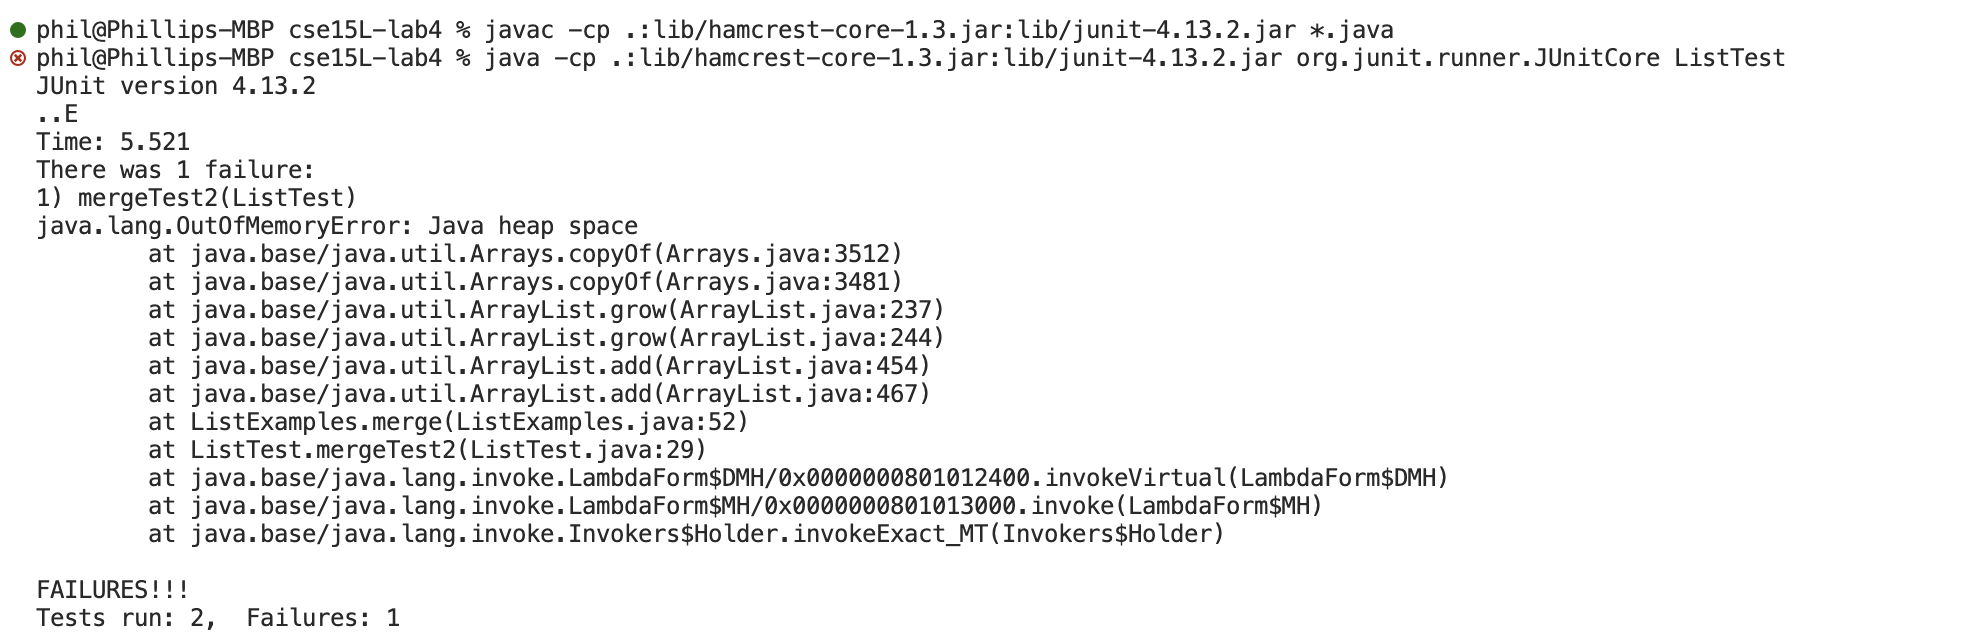 phil@Phillips-MBP cse15L-lab4 % javac -cp .:lib/hamcrest-core-1.3.jar:lib/junit-4.13.2.jar *.java
phil@Phillips-MBP cse15L-lab4 % java -cp .:lib/hamcrest-core-1.3.jar:lib/junit-4.13.2.jar org.junit.runner.JUnitCore ListTest
JUnit version 4.13.2
..E
Time: 5.521
There was 1 failure:
1) mergeTest2(ListTest)
java.lang.OutOfMemoryError: Java heap space
        at java.base/java.util.Arrays.copyOf(Arrays.java:3512)
        at java.base/java.util.Arrays.copyOf(Arrays.java:3481)
        at java.base/java.util.ArrayList.grow(ArrayList.java:237)
        at java.base/java.util.ArrayList.grow(ArrayList.java:244)
        at java.base/java.util.ArrayList.add(ArrayList.java:454)
        at java.base/java.util.ArrayList.add(ArrayList.java:467)
        at ListExamples.merge(ListExamples.java:52)
        at ListTest.mergeTest2(ListTest.java:29)
        at java.base/java.lang.invoke.LambdaForm$DMH/0x0000000801012400.invokeVirtual(LambdaForm$DMH)
        at java.base/java.lang.invoke.LambdaForm$MH/0x0000000801013000.invoke(LambdaForm$MH)
        at java.base/java.lang.invoke.Invokers$Holder.invokeExact_MT(Invokers$Holder)

FAILURES!!!
Tests run: 2,  Failures: 1